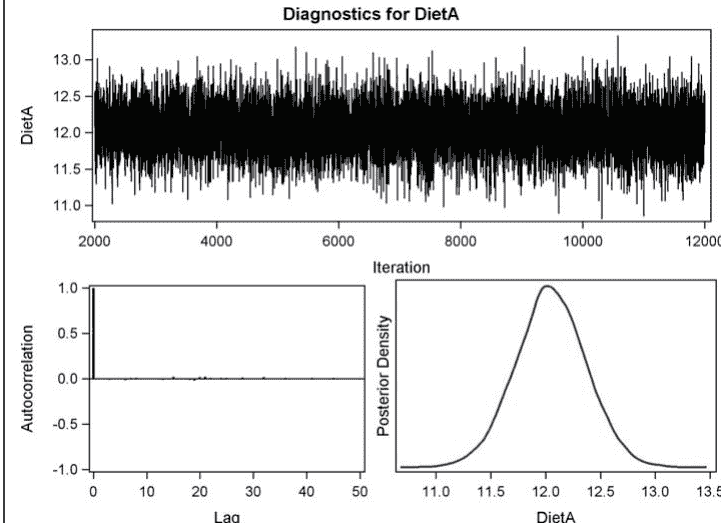 Diagnostics for DietA
DietA
13.0
12.5
12.0
11.5
11.0
2000 4000 6000 8000 10000 12000
Iteration
Autocorrelation
1.0
0.5
0.0
-0.5
-1.0
0 10 20 30 40 50
Lag
Posterior Density
11.0 11.5 12.0 12.5 13.0 13.5
DietA